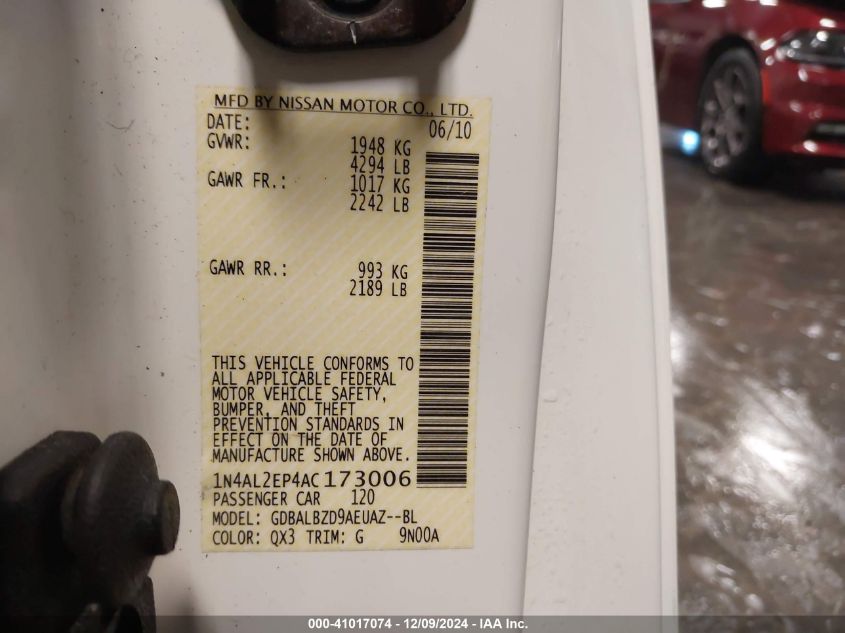 MFD BY NISSAN MOTOR CO., LTD.
DATE: 06/10
GVWR: 1948 KG
4294 LB
GAWR FR.: 1017 KG
2242 LB
GAWR RR.: 993 KG
2189 LB
THIS VEHICLE CONFORMS TO
ALL APPLICABLE FEDERAL
MOTOR VEHICLE SAFETY,
BUMPER, AND THEFT
PREVENTION STANDARDS IN
EFFECT ON THE DATE OF
MANUFACTURE SHOWN ABOVE.
1N4AL2EP4AC173006
PASSENGER CAR 120
MODEL: GDBALBZD9AEUAZ--BL
COLOR: QX3 TRIM: G 9N00A
000-41017074 - 12/09/2024 - IAA Inc.